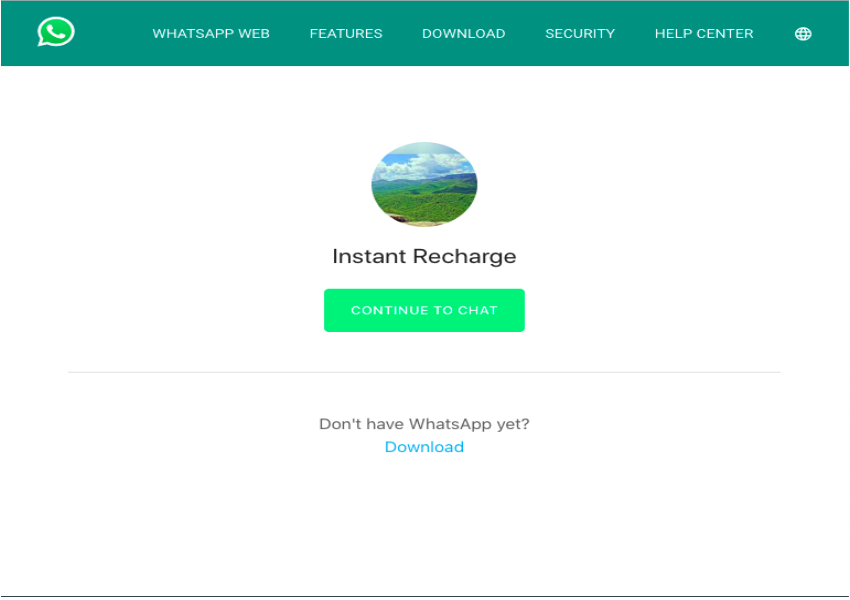 WHATSAPP WEB FEATURES DOWNLOAD SECURITY HELP CENTER
Instant Recharge
CONTINUE TO CHAT
Don't have WhatsApp yet?
Download